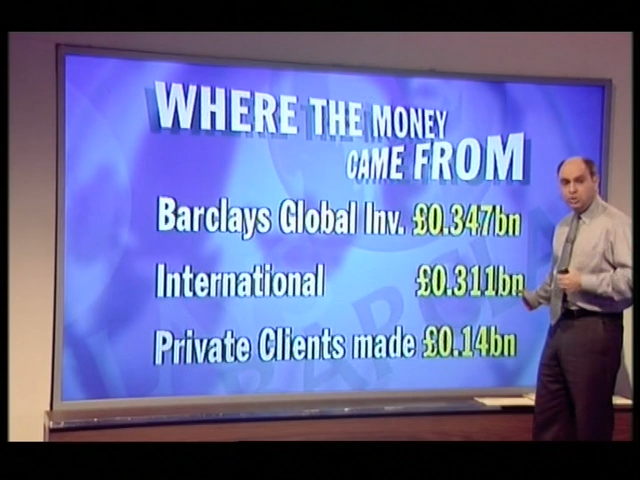 WHERE THE MONEY
CAME FROM
Barclays Global Inv. £0.347bn
International £0.311bn
Private Clients made £0.14bn